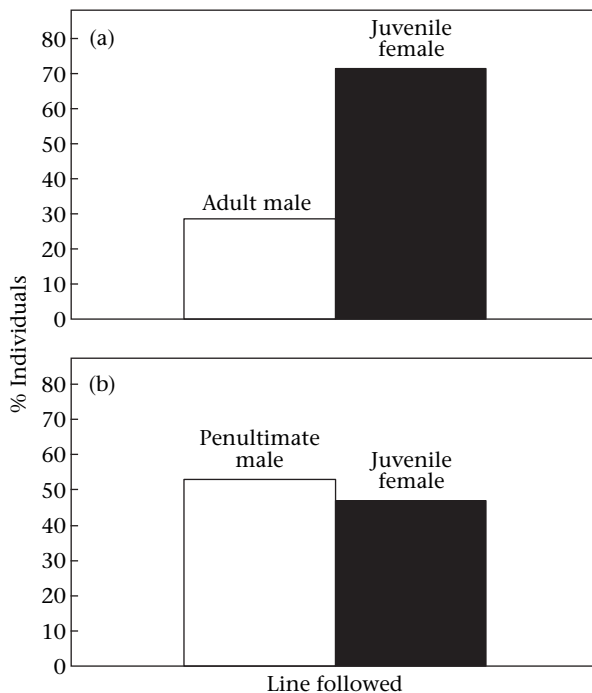 % Individuals
(a)
80
70
60
50
40
30
20
10
0
Adult male
Juvenile
female
(b)
80
70
60
50
40
30
20
10
0
Penultimate
male
Juvenile
female
Line followed